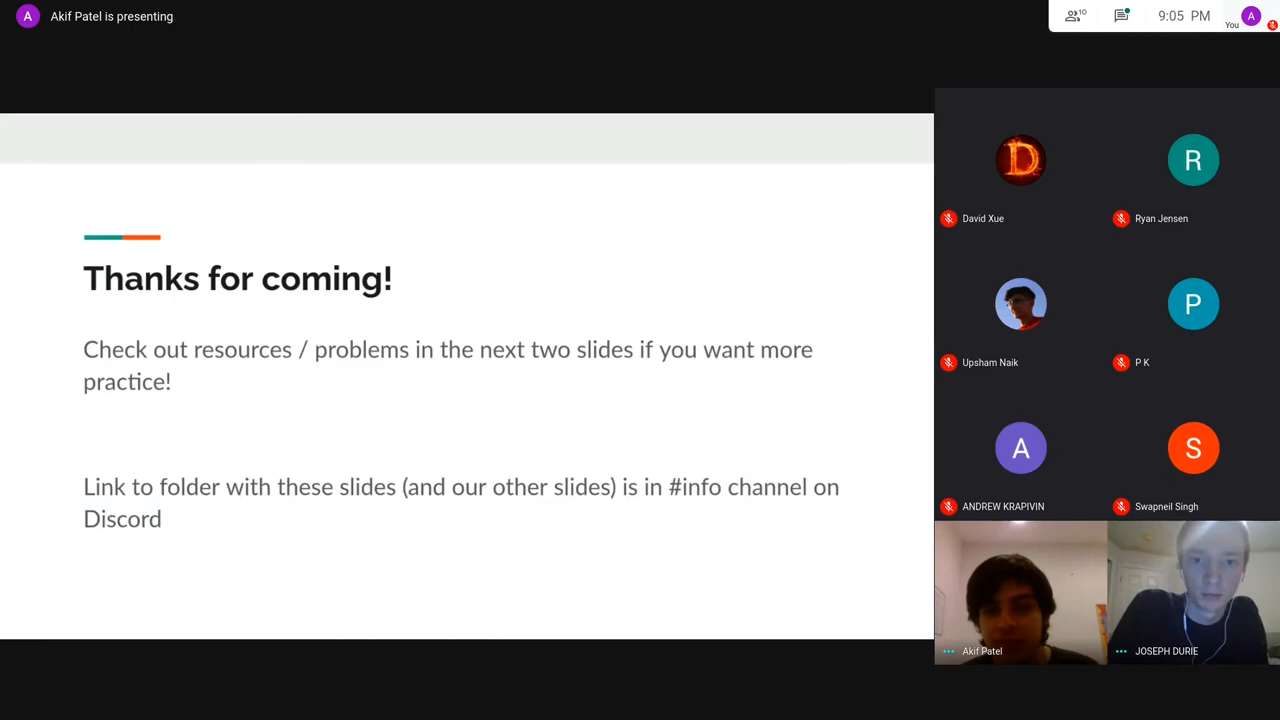 A
Akif Patel is presenting
10
9:05 PM
You
A
Thanks for coming!
Check out resources / problems in the next two slides if you want more
practice!
Link to folder with these slides (and our other slides) is in #info channel on
Discord
D
R
David Xue
Ryan Jensen
P
Upsham Naik
P K
A
S
ANDREW KRAPIVIN
Swapneil Singh
Akif Patel
JOSEPH DURIE